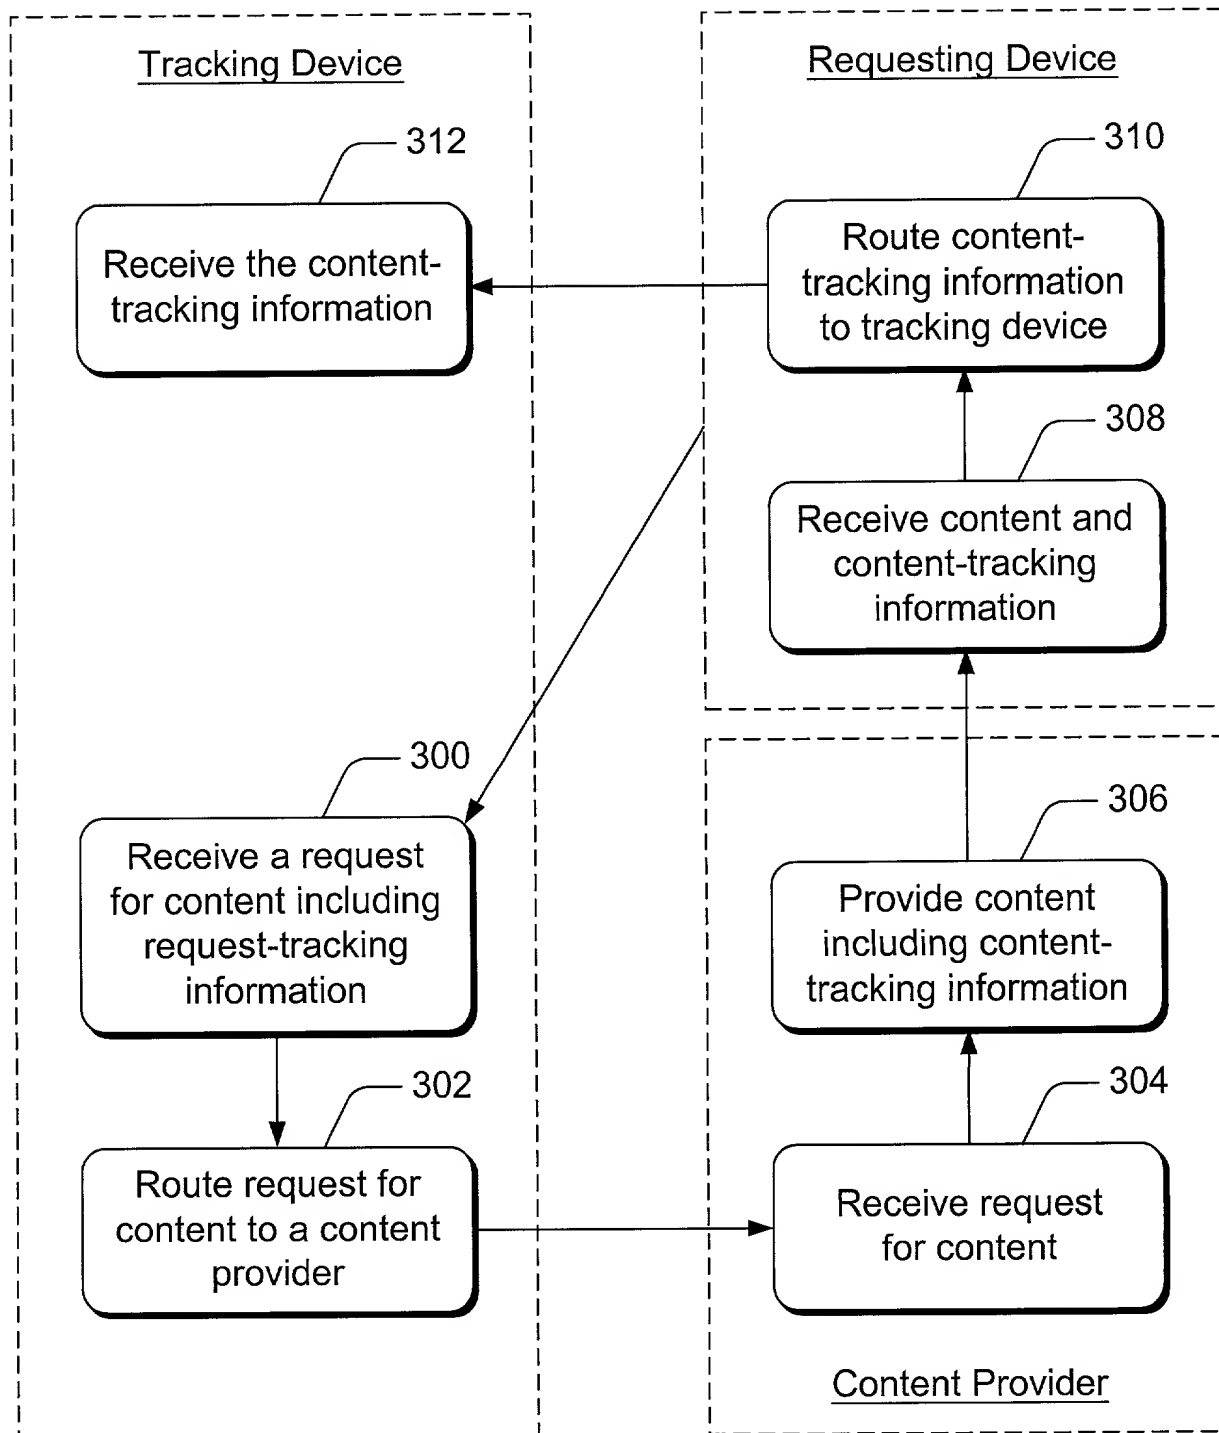 Tracking Device
312
Receive the content-
tracking information
300
Receive a request
for content including
request-tracking
information
302
Route request for
content to a content
provider
Requesting Device
310
Route content-
tracking information
to tracking device
308
Receive content and
content-tracking
information
306
Provide content
including content-
tracking information
304
Receive request
for content
Content Provider